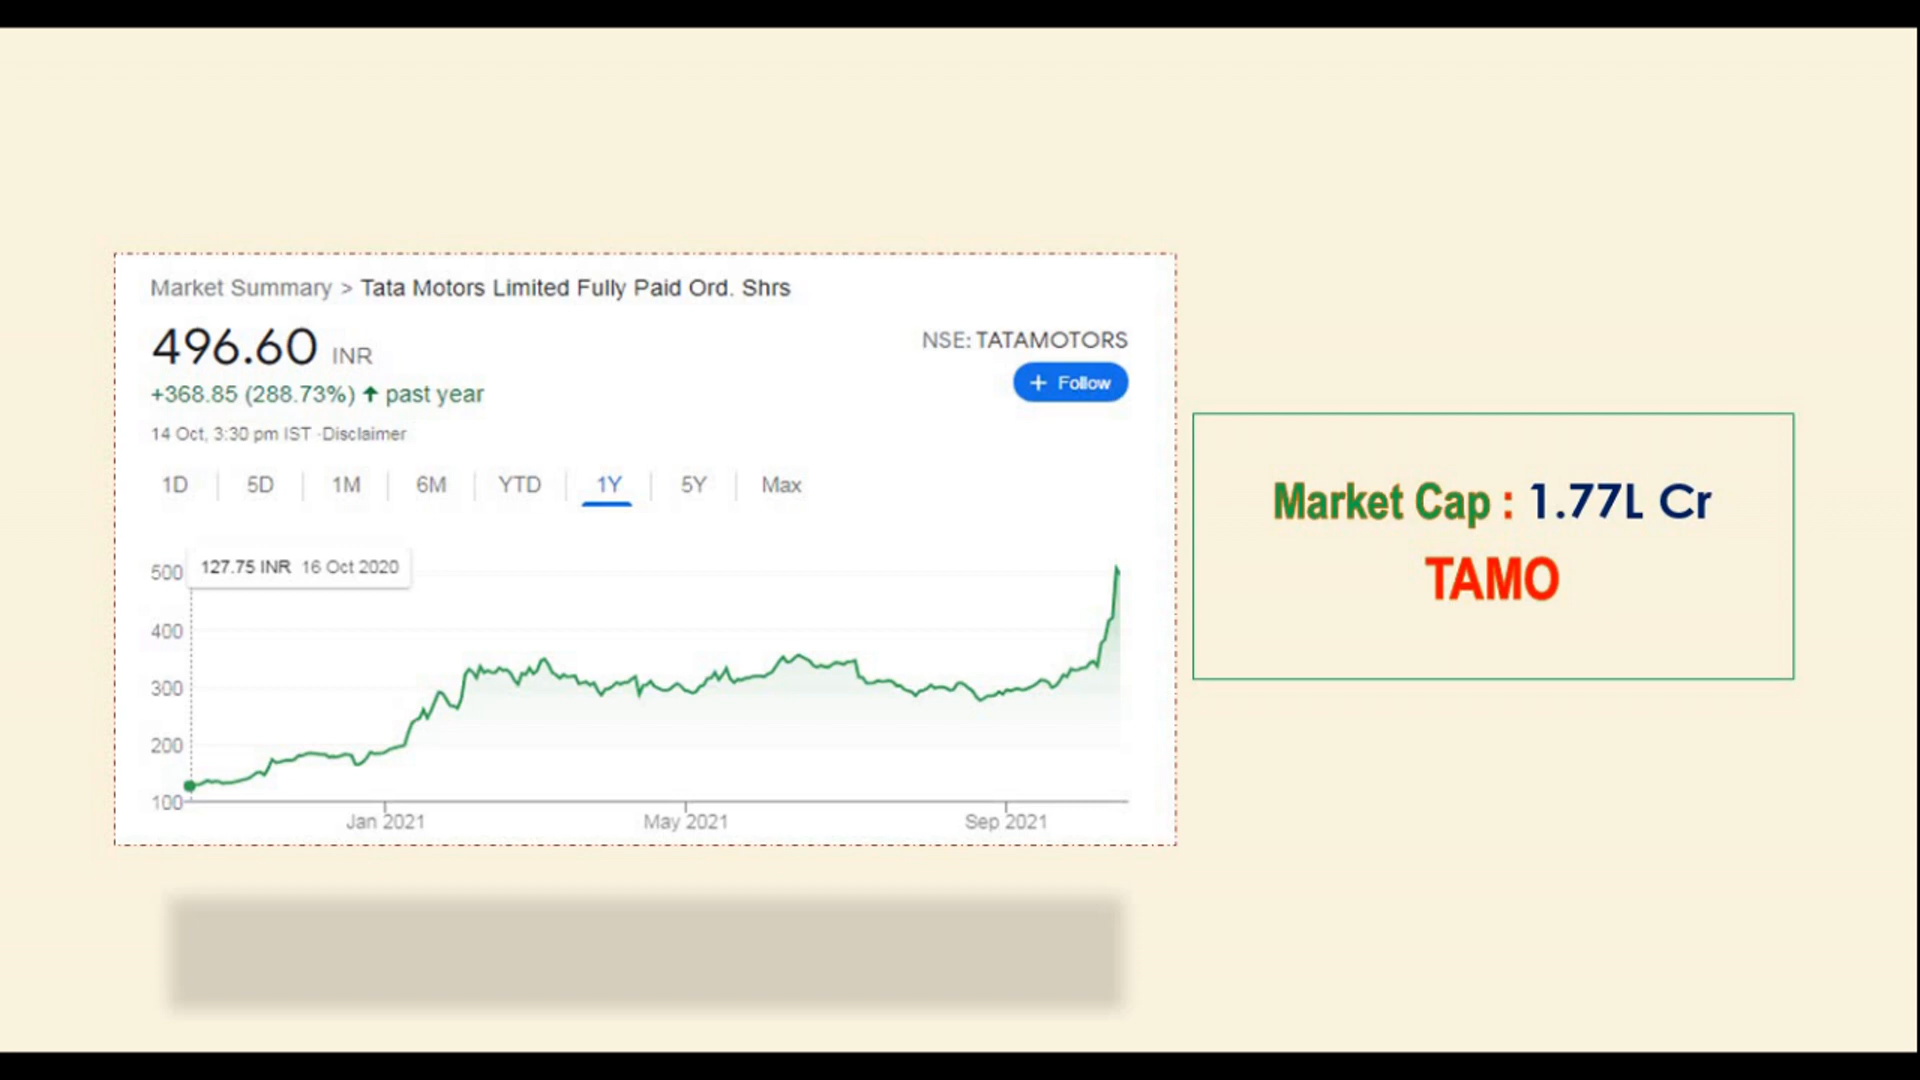 Market Summary > Tata Motors Limited Fully Paid Ord. Shrs
496.60 INR
NSE: TATAMOTORS
+ Follow
+368.85 (288.73%) ↑ past year
14 Oct, 3:30 pm IST ·Disclaimer
1D 5D 1M 6M YTD 1Y 5Y Max
127.75 INR 16 Oct 2020
500
400
300
200
100
Jan 2021 May 2021 Sep 2021
Market Cap : 1.77L Cr
TAMO